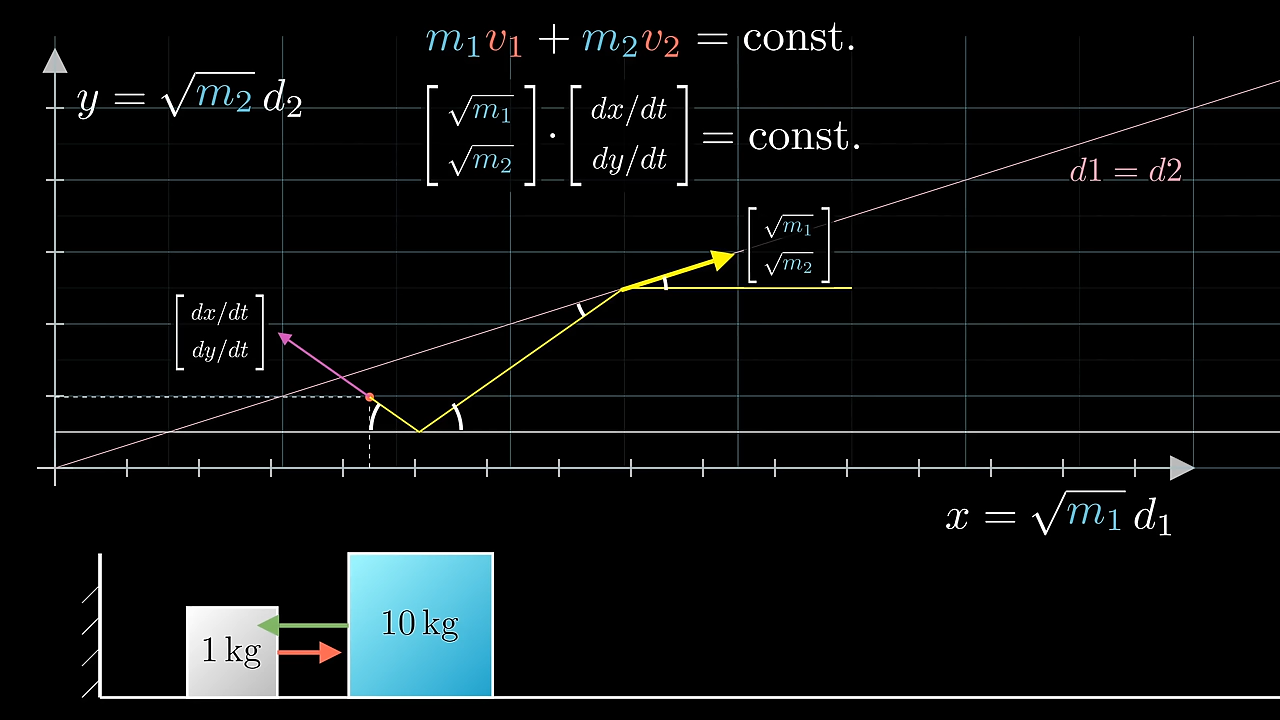 m₁v₁ + m₂v₂ = const.
y = √m₂ d₂
[√m₁ √m₂] · [dx/dt dy/dt] = const.
d1 = d2
[√m₁ √m₂]
[dx/dt dy/dt]
x = √m₁ d₁
1 kg
10 kg